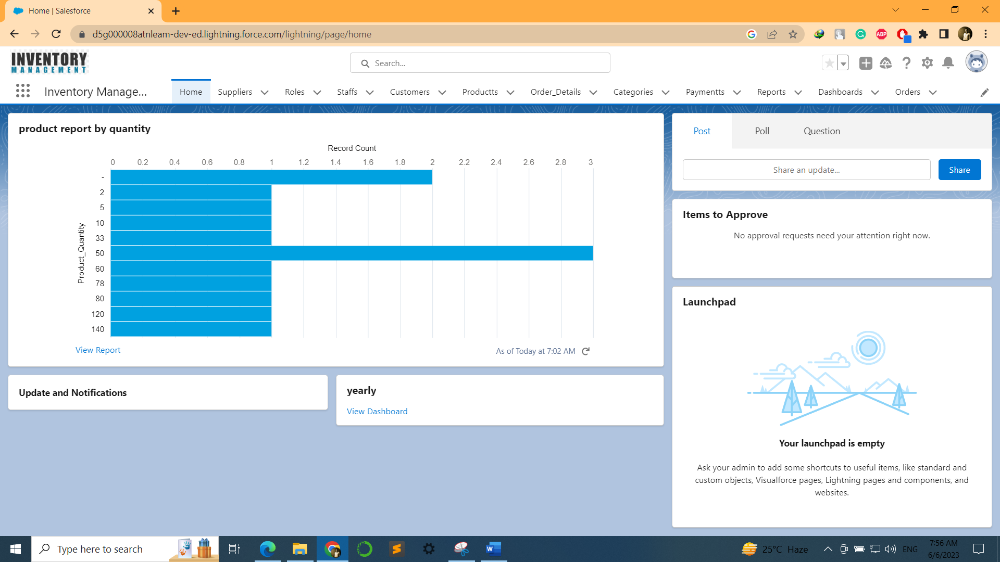 Home | Salesforce
d5g000008atnleam-dev-ed.lightning.force.com/lightning/page/home
ABP
INVENTORY
MANAGEMENT
Search...
Inventory Manage...
Home
Suppliers
Roles
Staffs
Customers
Productts
Order_Details
Categories
Paymentts
Reports
Dashboards
Orders
product report by quantity
Record Count
0 0.2 0.4 0.6 0.8 1 1.2 1.4 1.6 1.8 2 2.2 2.4 2.6 2.8 3
Product_Quantity
-
2
5
10
33
50
60
78
80
120
140
View Report
As of Today at 7:02 AM
Update and Notifications
yearly
View Dashboard
Post
Poll
Question
Share an update...
Share
Items to Approve
No approval requests need your attention right now.
Launchpad
Your launchpad is empty
Ask your admin to add some shortcuts to useful items, like standard and
custom objects, Visualforce pages, Lightning pages and components, and
websites.
Type here to search
25°C Haze
ENG
7:56 AM
6/6/2023